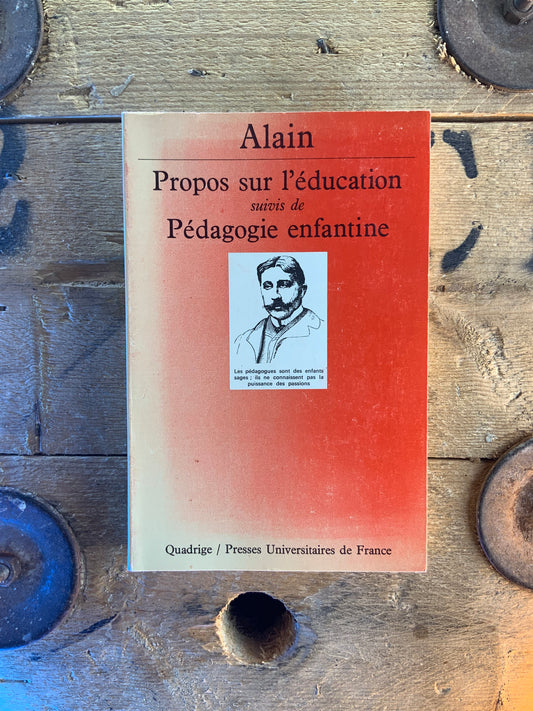 Alain
Propos sur l'éducation
suivis de
Pédagogie enfantine
Les pédagogues sont des enfants
sages ; ils ne connaissent pas la
puissance des passions
Quadrige / Presses Universitaires de France